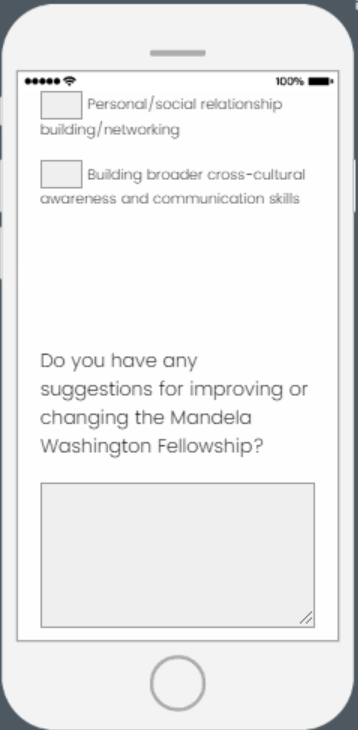 100%
Personal/social relationship
building/networking
Building broader cross-cultural
awareness and communication skills
Do you have any
suggestions for improving or
changing the Mandela
Washington Fellowship?